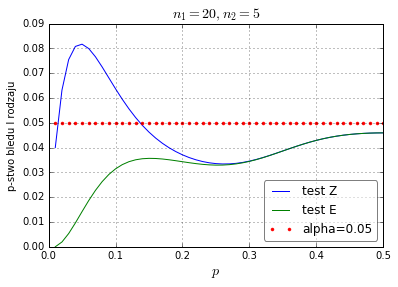 n₁ = 20, n₂ = 5
0.09
0.08
0.07
0.06
0.05
0.04
0.03
0.02
0.01
0.00
p-stwo bledu I rodzaju
0.0 0.1 0.2 0.3 0.4 0.5
p
test Z
test E
alpha=0.05